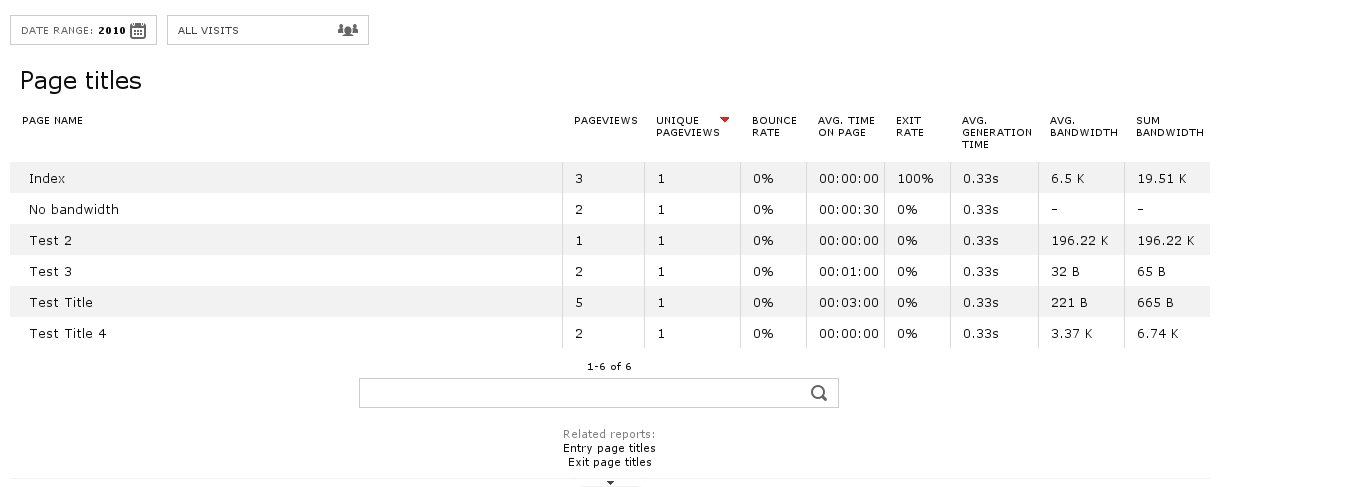 DATE RANGE: 2010 ALL VISITS
Page titles
PAGE NAME PAGEVIEWS UNIQUE PAGEVIEWS BOUNCE RATE AVG. TIME ON PAGE EXIT RATE AVG. GENERATION TIME AVG. BANDWIDTH SUM BANDWIDTH
Index 3 1 0% 00:00:00 100% 0.33s 6.5 K 19.51 K
No bandwidth 2 1 0% 00:00:30 0% 0.33s - -
Test 2 1 1 0% 00:00:00 0% 0.33s 196.22 K 196.22 K
Test 3 2 1 0% 00:01:00 0% 0.33s 32 B 65 B
Test Title 5 1 0% 00:03:00 0% 0.33s 221 B 665 B
Test Title 4 2 1 0% 00:00:00 0% 0.33s 3.37 K 6.74 K
1-6 of 6
Related reports:
Entry page titles
Exit page titles